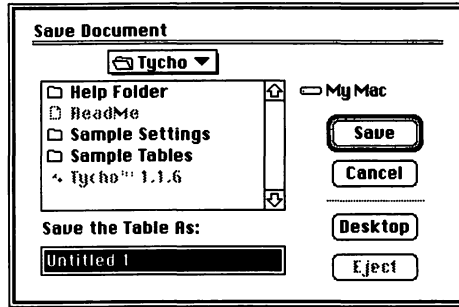 Save Document
Tycho
Help Folder
ReadMe
Sample Settings
Sample Tables
Tycho™ 1.1.6
My Mac
Save
Cancel
Desktop
Eject
Save the Table As:
Untitled 1